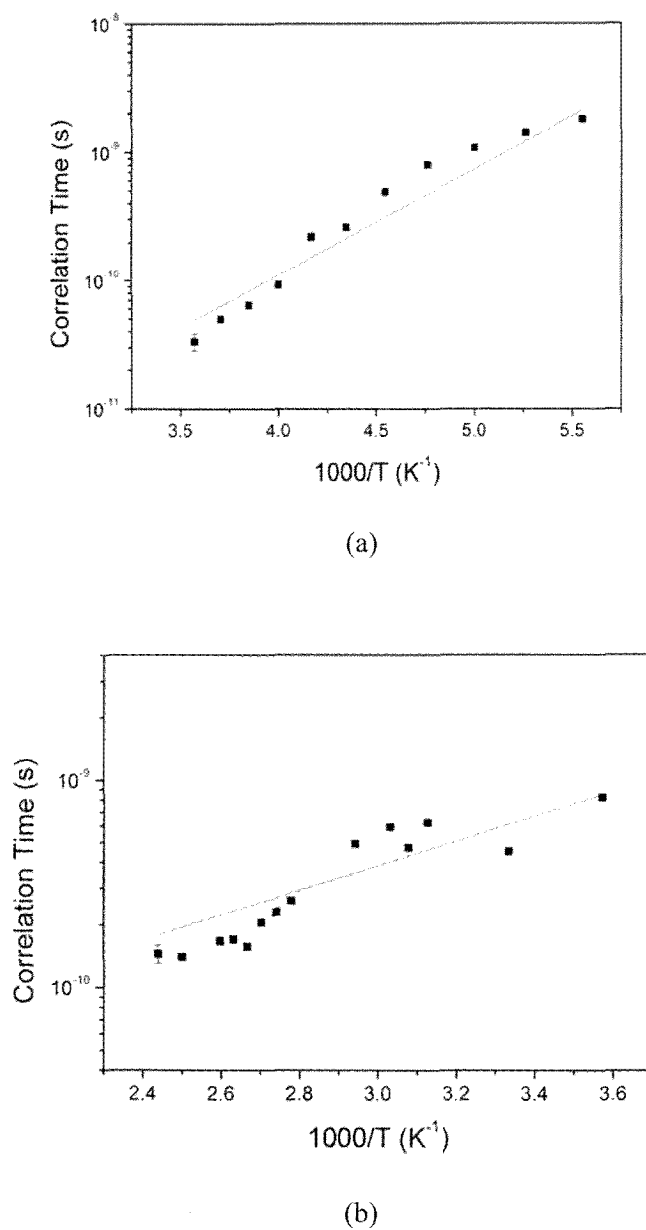 10-8
10-9
10-10
10-11
Correlation Time (s)
3.5 4.0 4.5 5.0 5.5
1000/T (K-1)
(a)
10-9
10-10
Correlation Time (s)
2.4 2.6 2.8 3.0 3.2 3.4 3.6
1000/T (K-1)
(b)